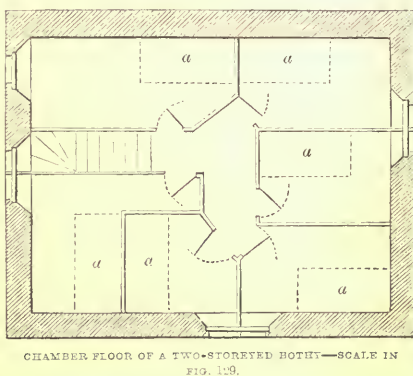 a a
a
a a
a
CHAMBER FLOOR OF A TWO-STOREYED BOTHY—SCALE IN
FIG. 129.